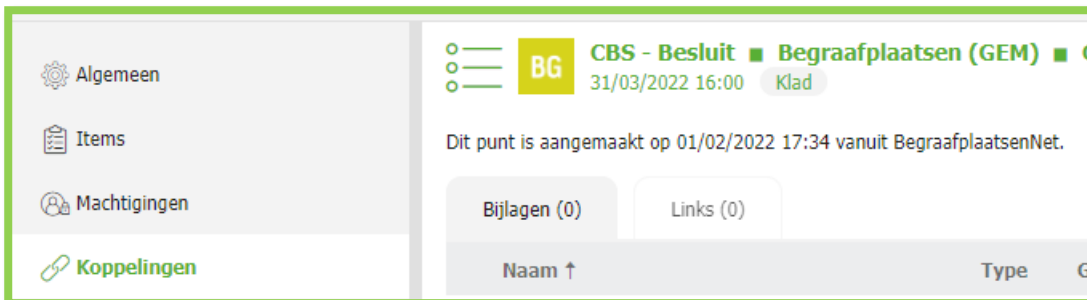 Algemeen
Items
Machtigingen
Koppelingen
BG
CBS - Besluit ■ Begraafplaatsen (GEM) ■
31/03/2022 16:00 Klad
Dit punt is aangemaakt op 01/02/2022 17:34 vanuit BegraafplaatsenNet.
Bijlagen (0) Links (0)
Naam ↑ Type